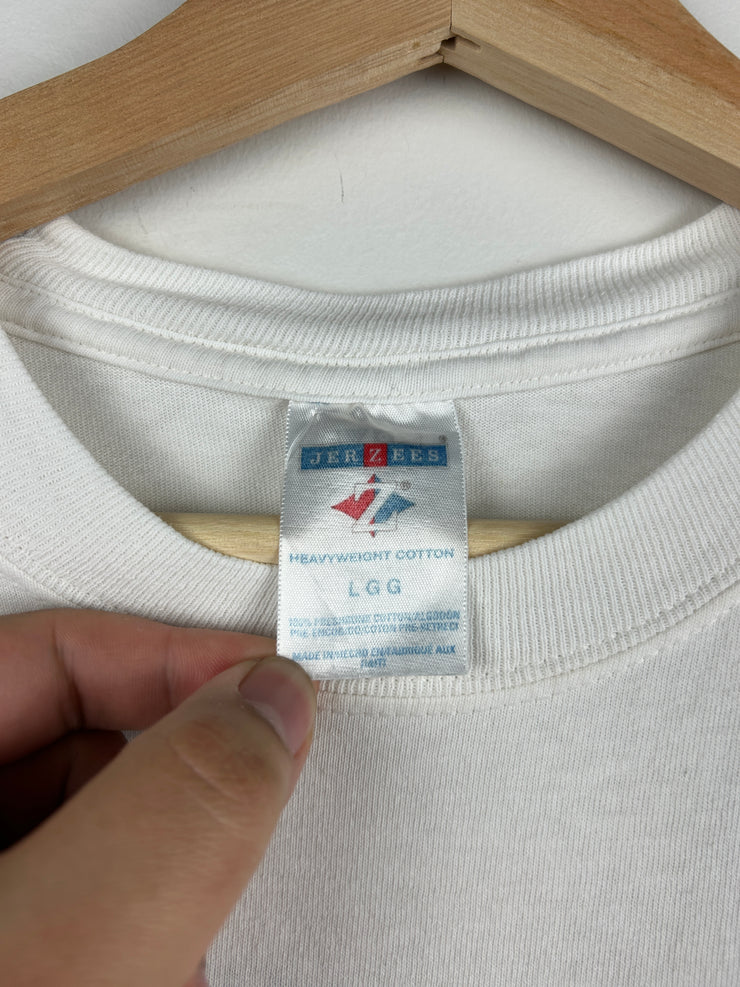 JERZEES®
®
HEAVYWEIGHT COTTON
L G G
100% PRESHRUNK COTTON/ALGODON
PRE-ENCOGIDO/COTON PRE-RETRECI
MADE IN/HECHO EN/FABRIQUE AUX
HAITI